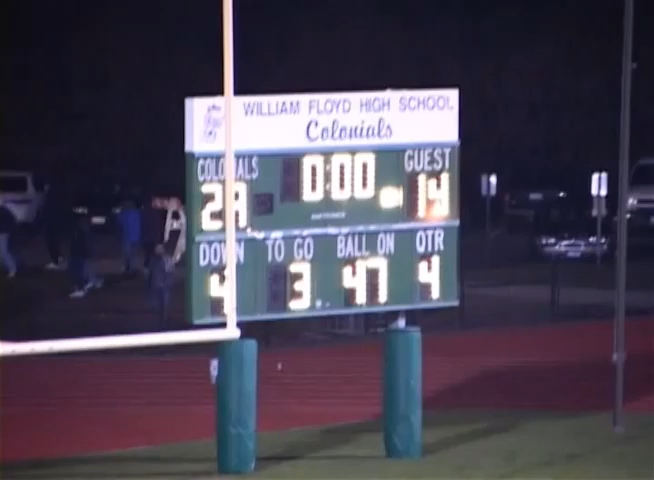 WILLIAM FLOYD HIGH SCHOOL
Colonials
COLONIALS GUEST
0:00 14
DOWN TO GO BALL ON QTR
4 3 47 4